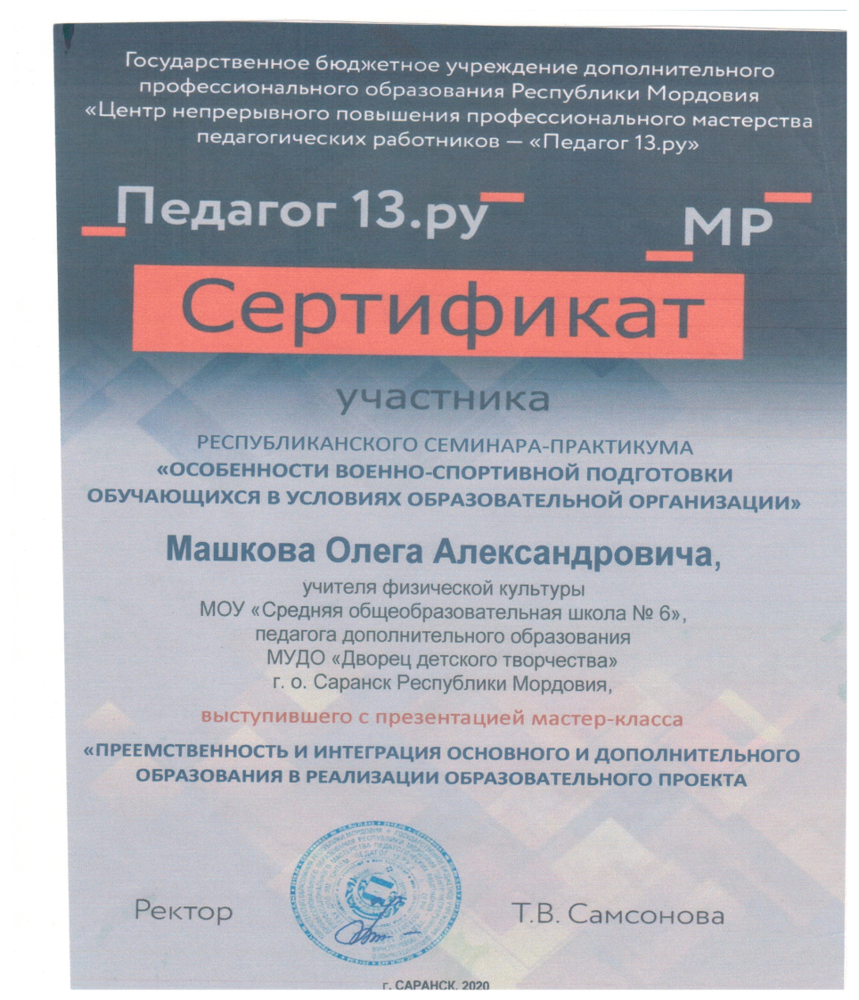 Государственное бюджетное учреждение дополнительного
профессионального образования Республики Мордовия
«Центр непрерывного повышения профессионального мастерства
педагогических работников — «Педагог 13.ру»
Педагог 13.ру
МР
Сертификат
участника
РЕСПУБЛИКАНСКОГО СЕМИНАРА-ПРАКТИКУМА
«ОСОБЕННОСТИ ВОЕННО-СПОРТИВНОЙ ПОДГОТОВКИ
ОБУЧАЮЩИХСЯ В УСЛОВИЯХ ОБРАЗОВАТЕЛЬНОЙ ОРГАНИЗАЦИИ»
Машкова Олега Александровича,
учителя физической культуры
МОУ «Средняя общеобразовательная школа № 6»,
педагога дополнительного образования
МУДО «Дворец детского творчества»
г. о. Саранск Республики Мордовия,
выступившего с презентацией мастер-класса
«ПРЕЕМСТВЕННОСТЬ И ИНТЕГРАЦИЯ ОСНОВНОГО И ДОПОЛНИТЕЛЬНОГО
ОБРАЗОВАНИЯ В РЕАЛИЗАЦИИ ОБРАЗОВАТЕЛЬНОГО ПРОЕКТА
Ректор
Т.В. Самсонова
г. САРАНСК, 2020